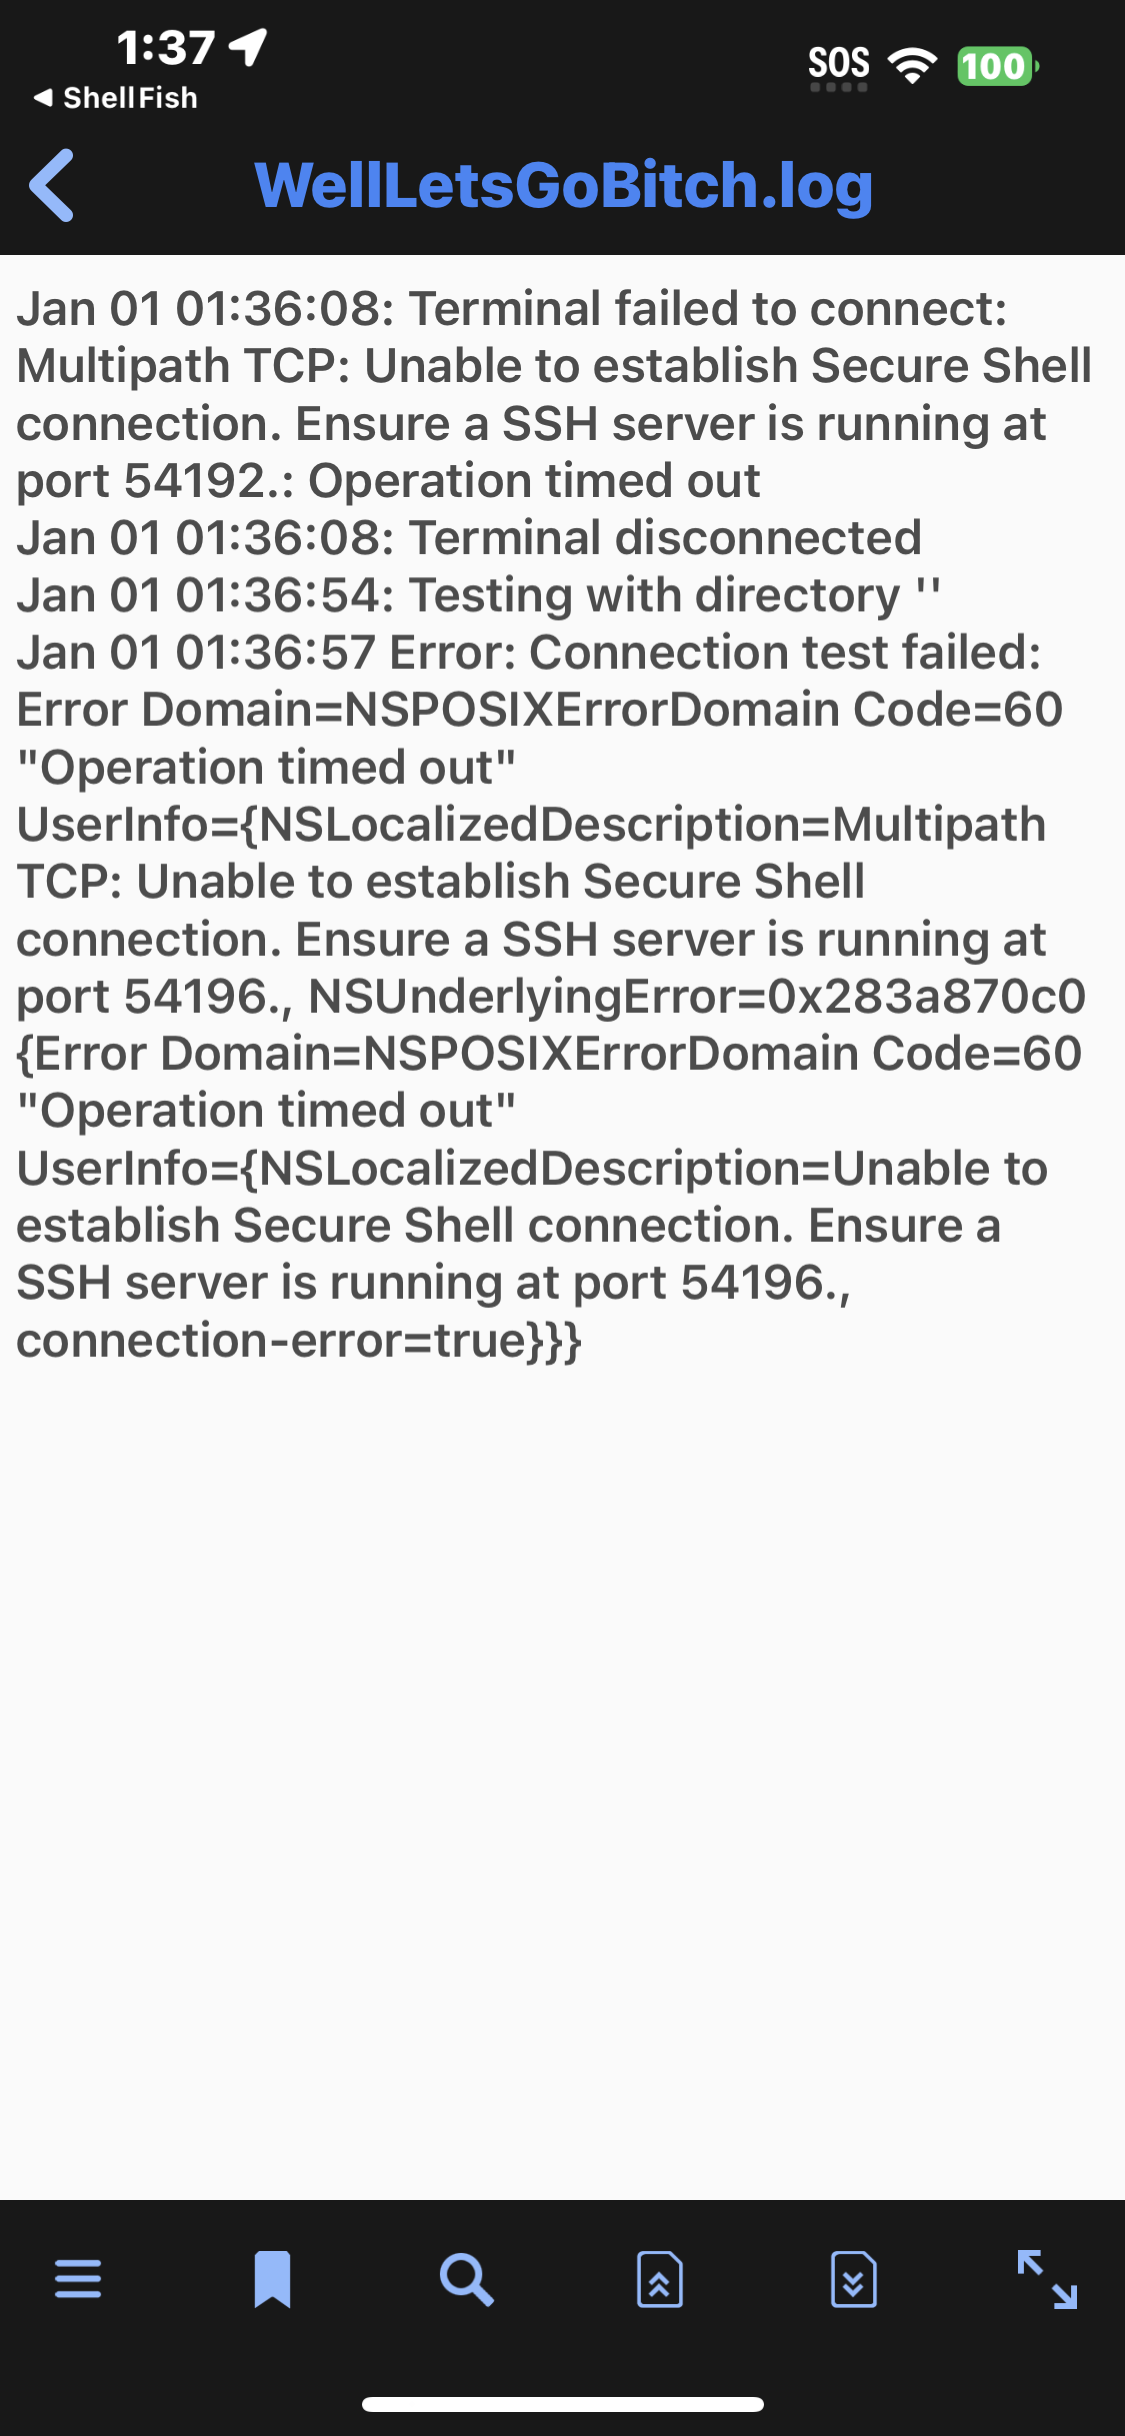 1:37
SOS
100
ShellFish
WellLetsGoBitch.log
Jan 01 01:36:08: Terminal failed to connect:
Multipath TCP: Unable to establish Secure Shell
connection. Ensure a SSH server is running at
port 54192.: Operation timed out
Jan 01 01:36:08: Terminal disconnected
Jan 01 01:36:54: Testing with directory ''
Jan 01 01:36:57 Error: Connection test failed:
Error Domain=NSPOSIXErrorDomain Code=60
"Operation timed out"
UserInfo={NSLocalizedDescription=Multipath
TCP: Unable to establish Secure Shell
connection. Ensure a SSH server is running at
port 54196., NSUnderlyingError=0x283a870c0
{Error Domain=NSPOSIXErrorDomain Code=60
"Operation timed out"
UserInfo={NSLocalizedDescription=Unable to
establish Secure Shell connection. Ensure a
SSH server is running at port 54196.,
connection-error=true}}}